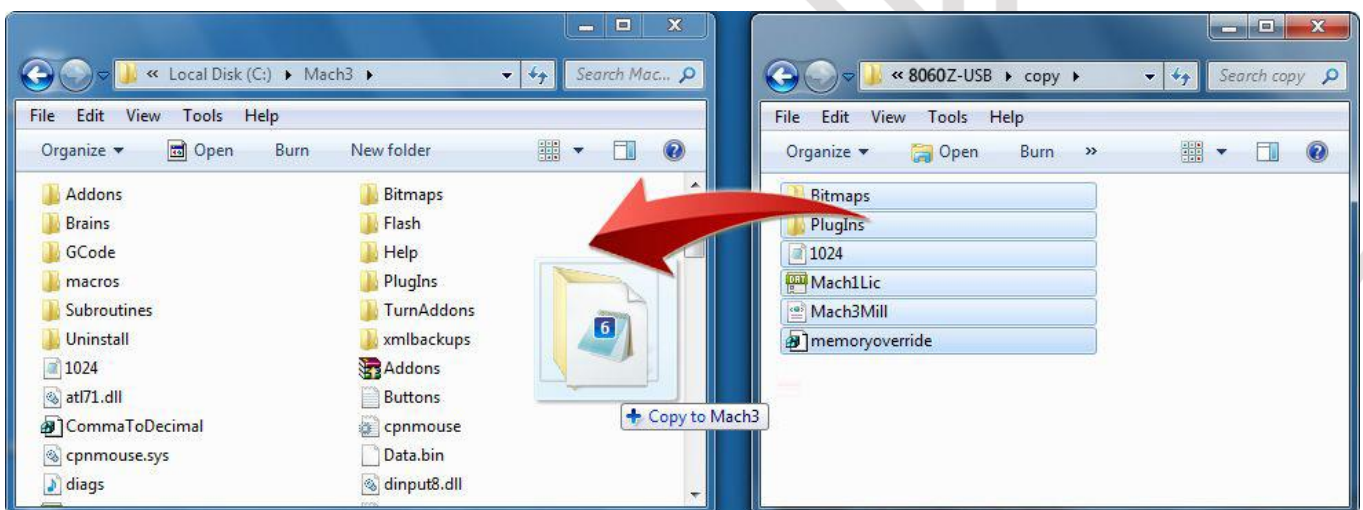 « Local Disk (C:) ▸ Mach3 ▸
Search Mac...
File Edit View Tools Help
Organize ▾ Open Burn New folder
Addons
Brains
GCode
macros
Subroutines
Uninstall
1024
atl71.dll
CommaToDecimal
cpnmouse.sys
diags
Bitmaps
Flash
Help
PlugIns
TurnAddons
xmlbackups
Addons
Buttons
cpnmouse
Data.bin
dinput8.dll
6
Copy to Mach3
« 8060Z-USB ▸ copy ▸
Search copy
File Edit View Tools Help
Organize ▾ Open Burn »
Bitmaps
PlugIns
1024
Mach1Lic
Mach3Mill
memoryoverride